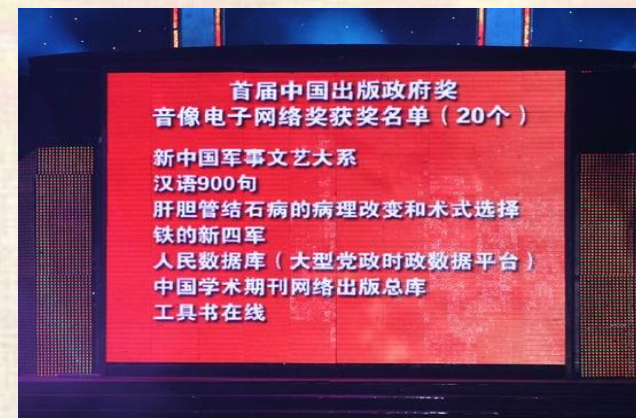 首届中国出版政府奖
音像电子网络奖获奖名单（20个）
新中国军事文艺大系
汉语900句
肝胆管结石病的病理改变和术式选择
铁的新四军
人民数据库（大型党政时政数据平台）
中国学术期刊网络出版总库
工具书在线